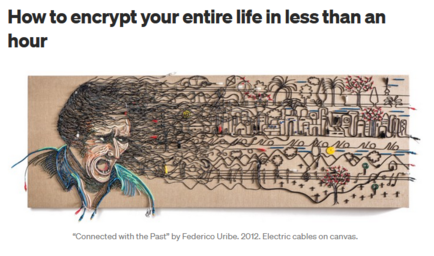 How to encrypt your entire life in less than an
hour
No No No No No
"Connected with the Past" by Federico Uribe. 2012. Electric cables on canvas.